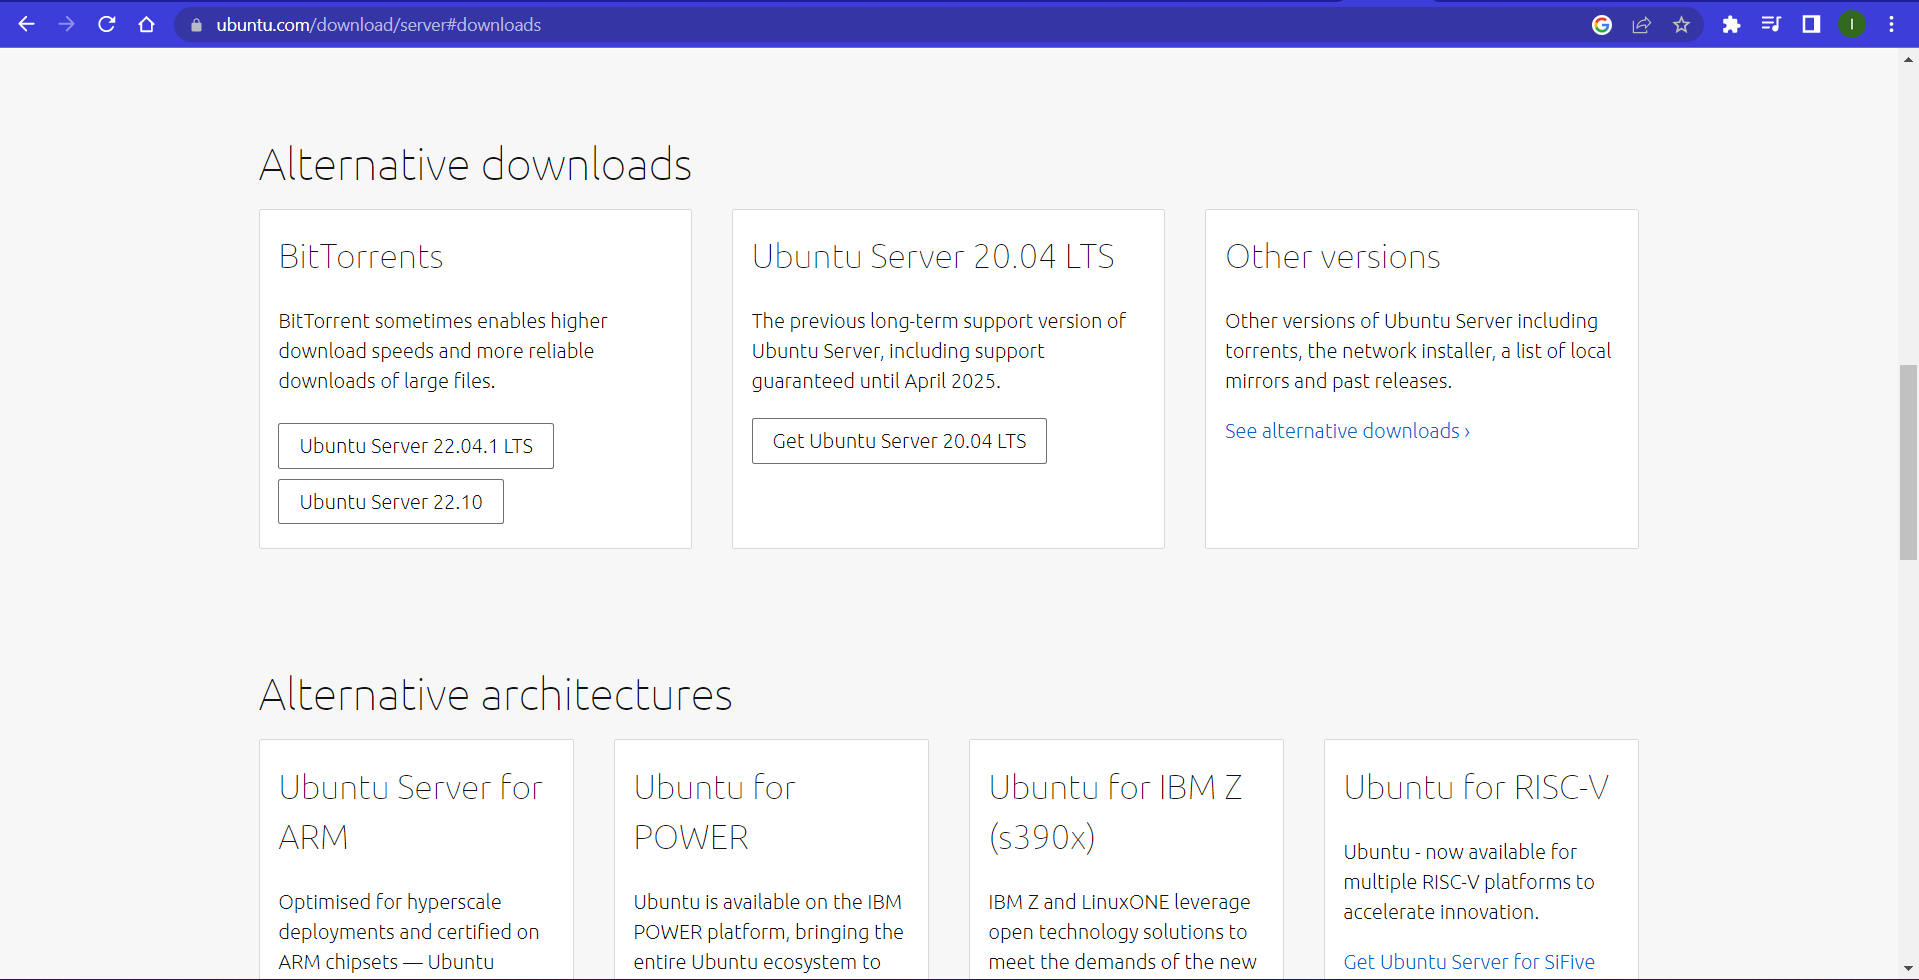 ubuntu.com/download/server#downloads
I
Alternative downloads
BitTorrents
BitTorrent sometimes enables higher
download speeds and more reliable
downloads of large files.
Ubuntu Server 22.04.1 LTS
Ubuntu Server 22.10
Ubuntu Server 20.04 LTS
The previous long-term support version of
Ubuntu Server, including support
guaranteed until April 2025.
Get Ubuntu Server 20.04 LTS
Other versions
Other versions of Ubuntu Server including
torrents, the network installer, a list of local
mirrors and past releases.
See alternative downloads ›
Alternative architectures
Ubuntu Server for
ARM
Optimised for hyperscale
deployments and certified on
ARM chipsets — Ubuntu
Ubuntu for
POWER
Ubuntu is available on the IBM
POWER platform, bringing the
entire Ubuntu ecosystem to
Ubuntu for IBM Z
(s390x)
IBM Z and LinuxONE leverage
open technology solutions to
meet the demands of the new
Ubuntu for RISC-V
Ubuntu - now available for
multiple RISC-V platforms to
accelerate innovation.
Get Ubuntu Server for SiFive